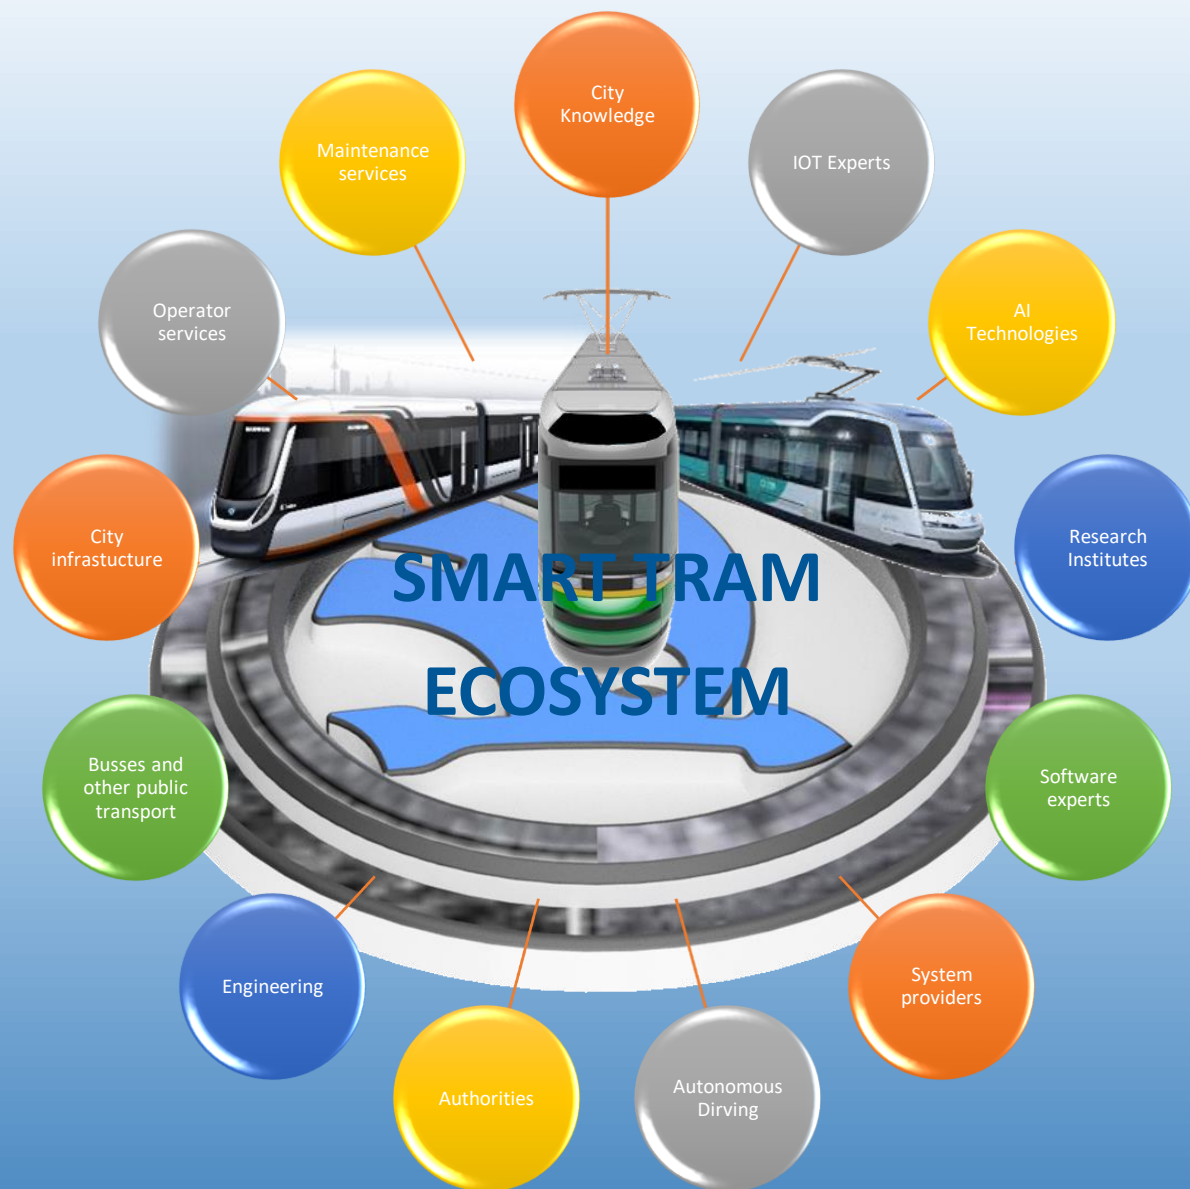 City
Knowledge
IOT Experts
AI
Technologies
Research
Institutes
Software
experts
System
providers
Autonomous
Dirving
Authorities
Engineering
Busses and
other public
transport
City
infrastucture
Operator
services
Maintenance
services
SMART TRAM
ECOSYSTEM